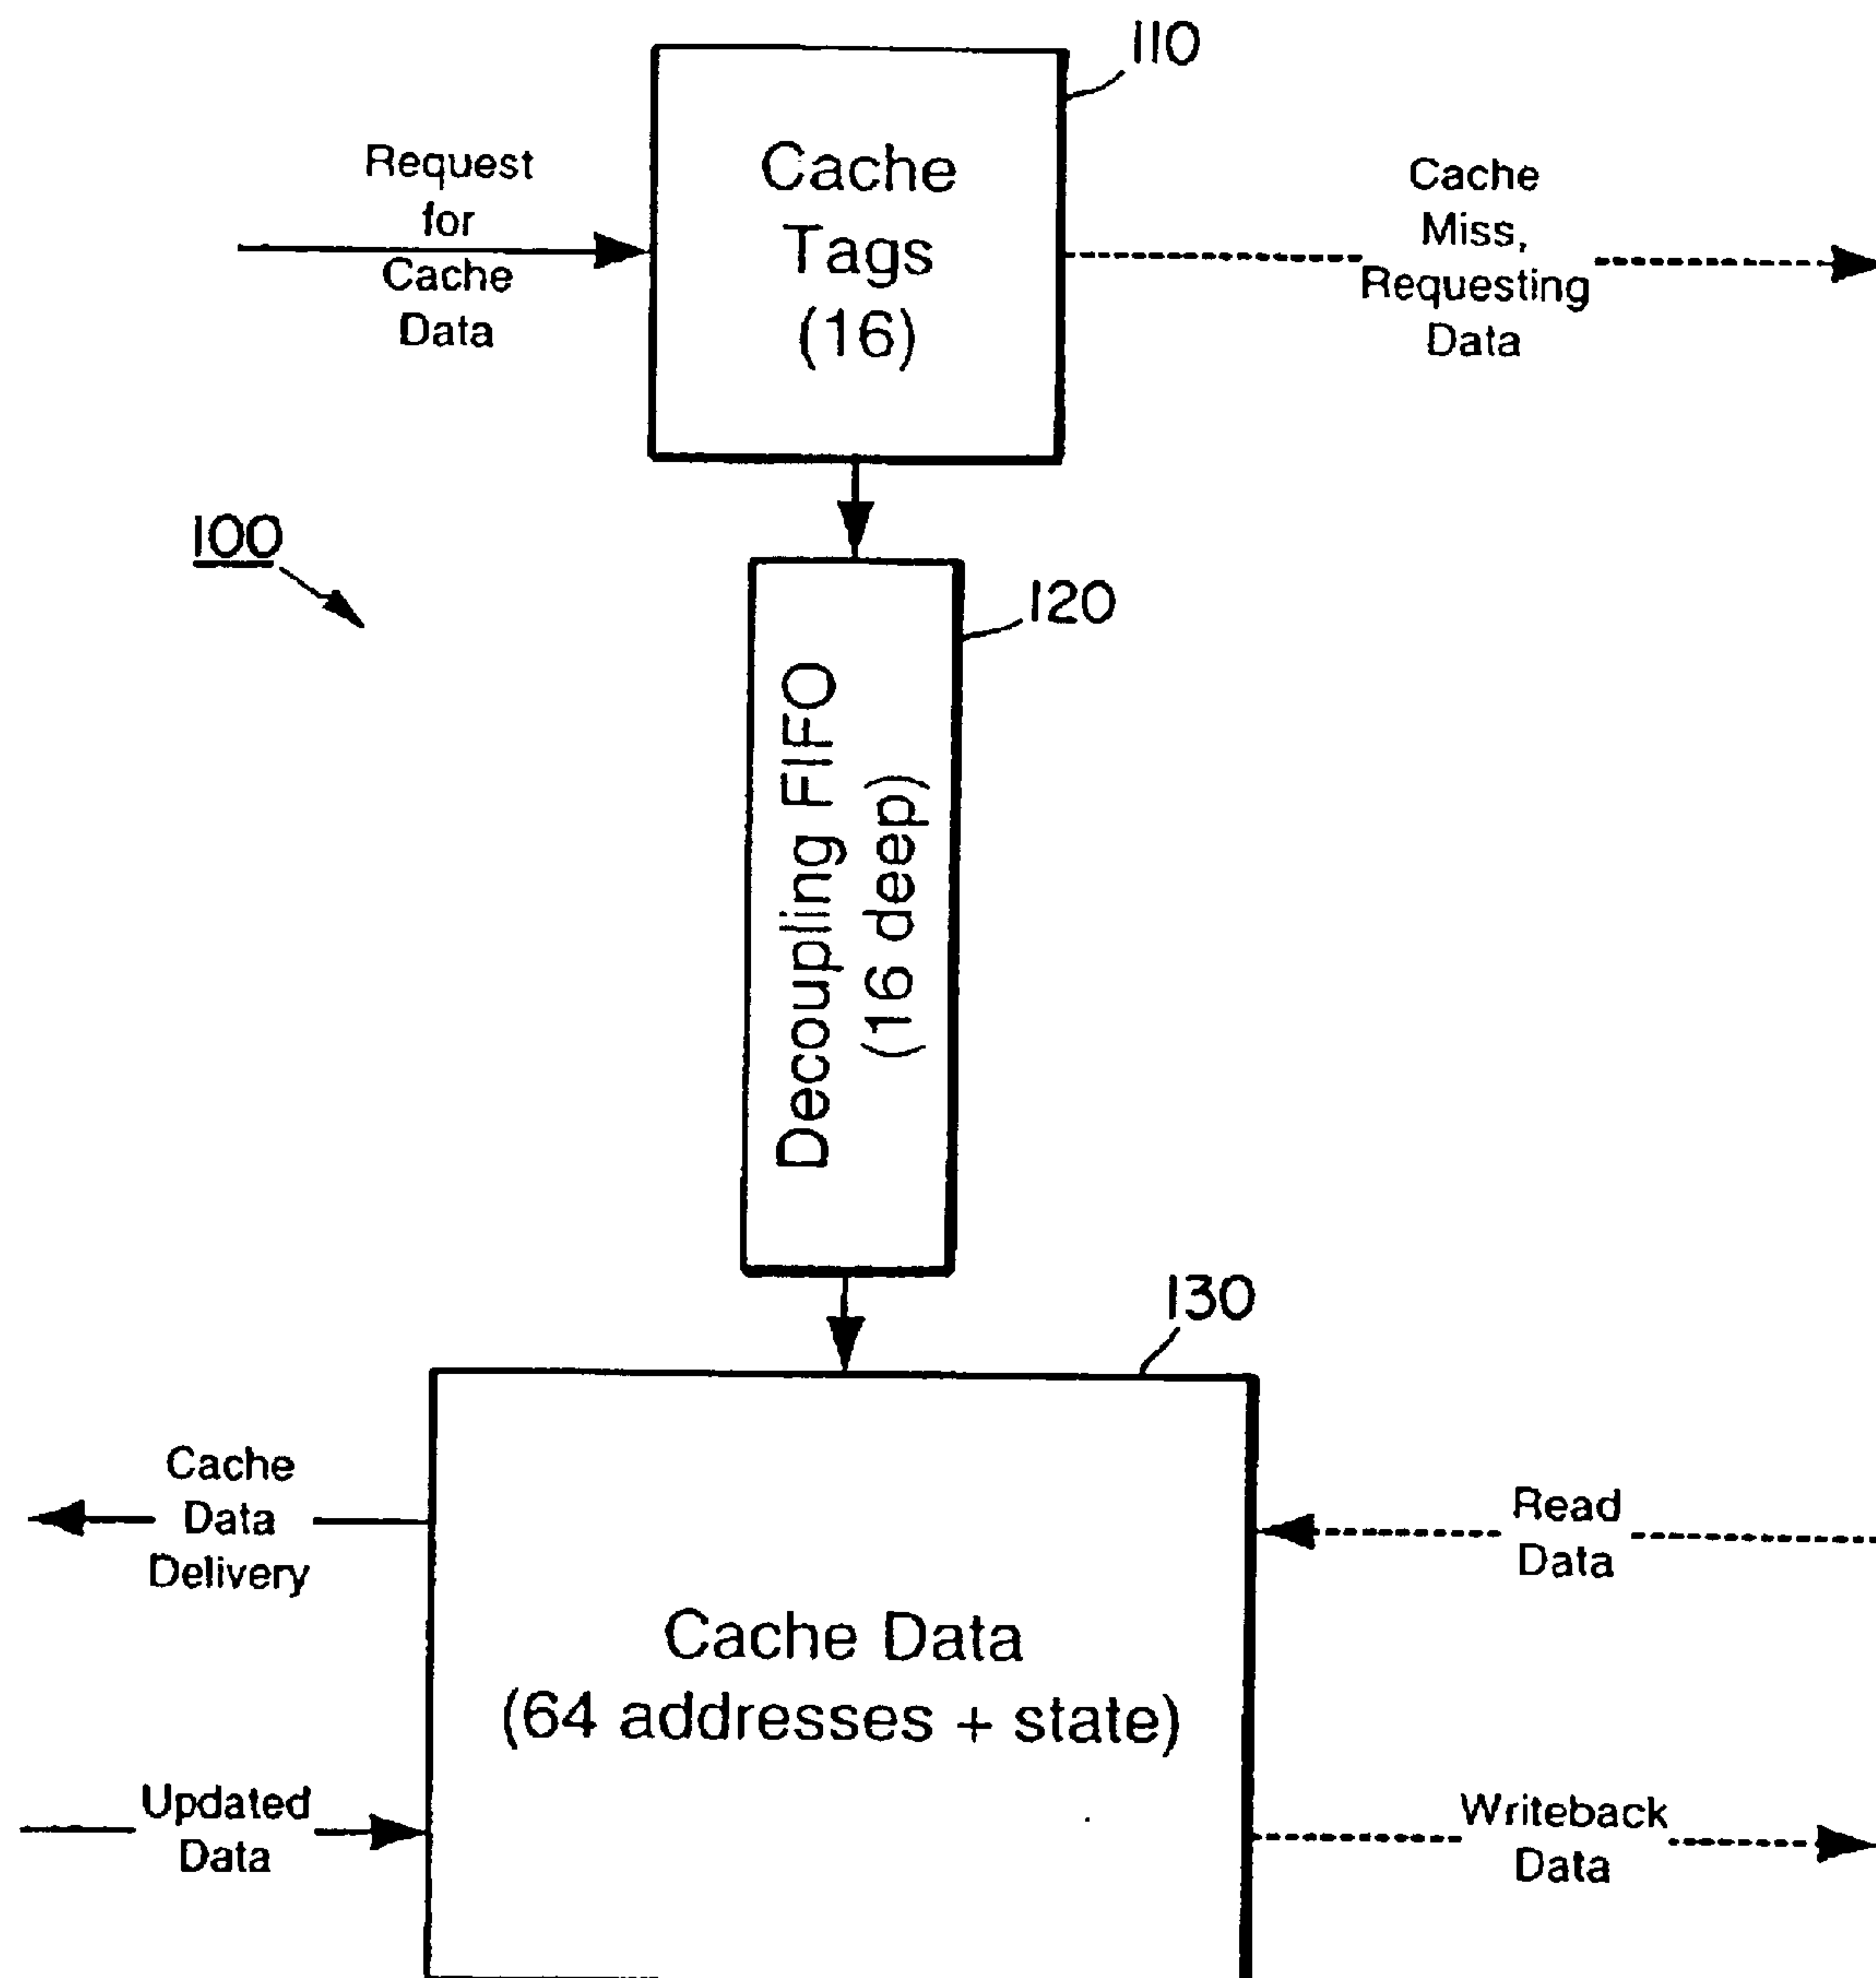 110
Request
for
Cache
Data
Cache
Tags
(16)
Cache
Miss,
Requesting
Data
100
120
Decoupling FIFO
(16 deep)
130
Cache
Data
Delivery
Read
Data
Cache Data
(64 addresses + state)
Updated
Data
Writeback
Data